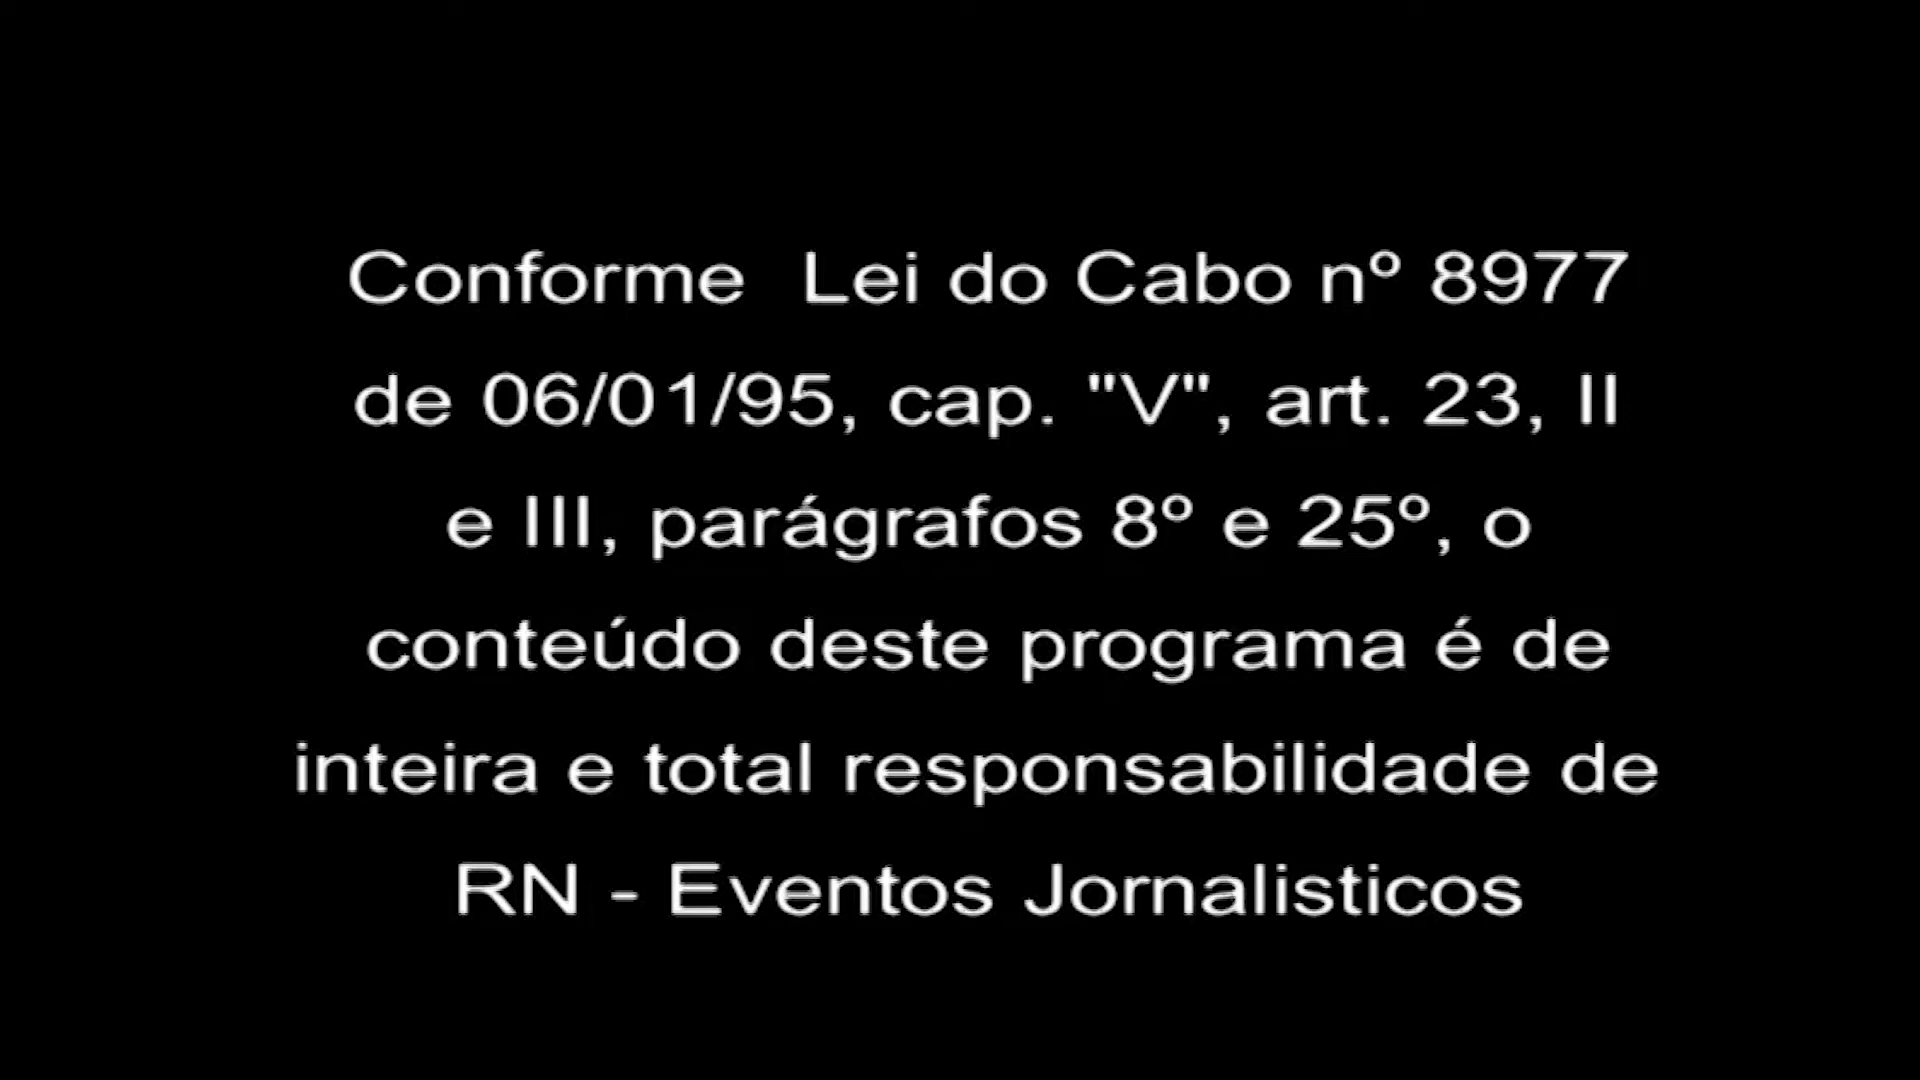 Conforme  Lei do Cabo nº 8977
de 06/01/95, cap. "V", art. 23, II
e III, parágrafos 8º e 25º, o
conteúdo deste programa é de
inteira e total responsabilidade de
RN - Eventos Jornalisticos